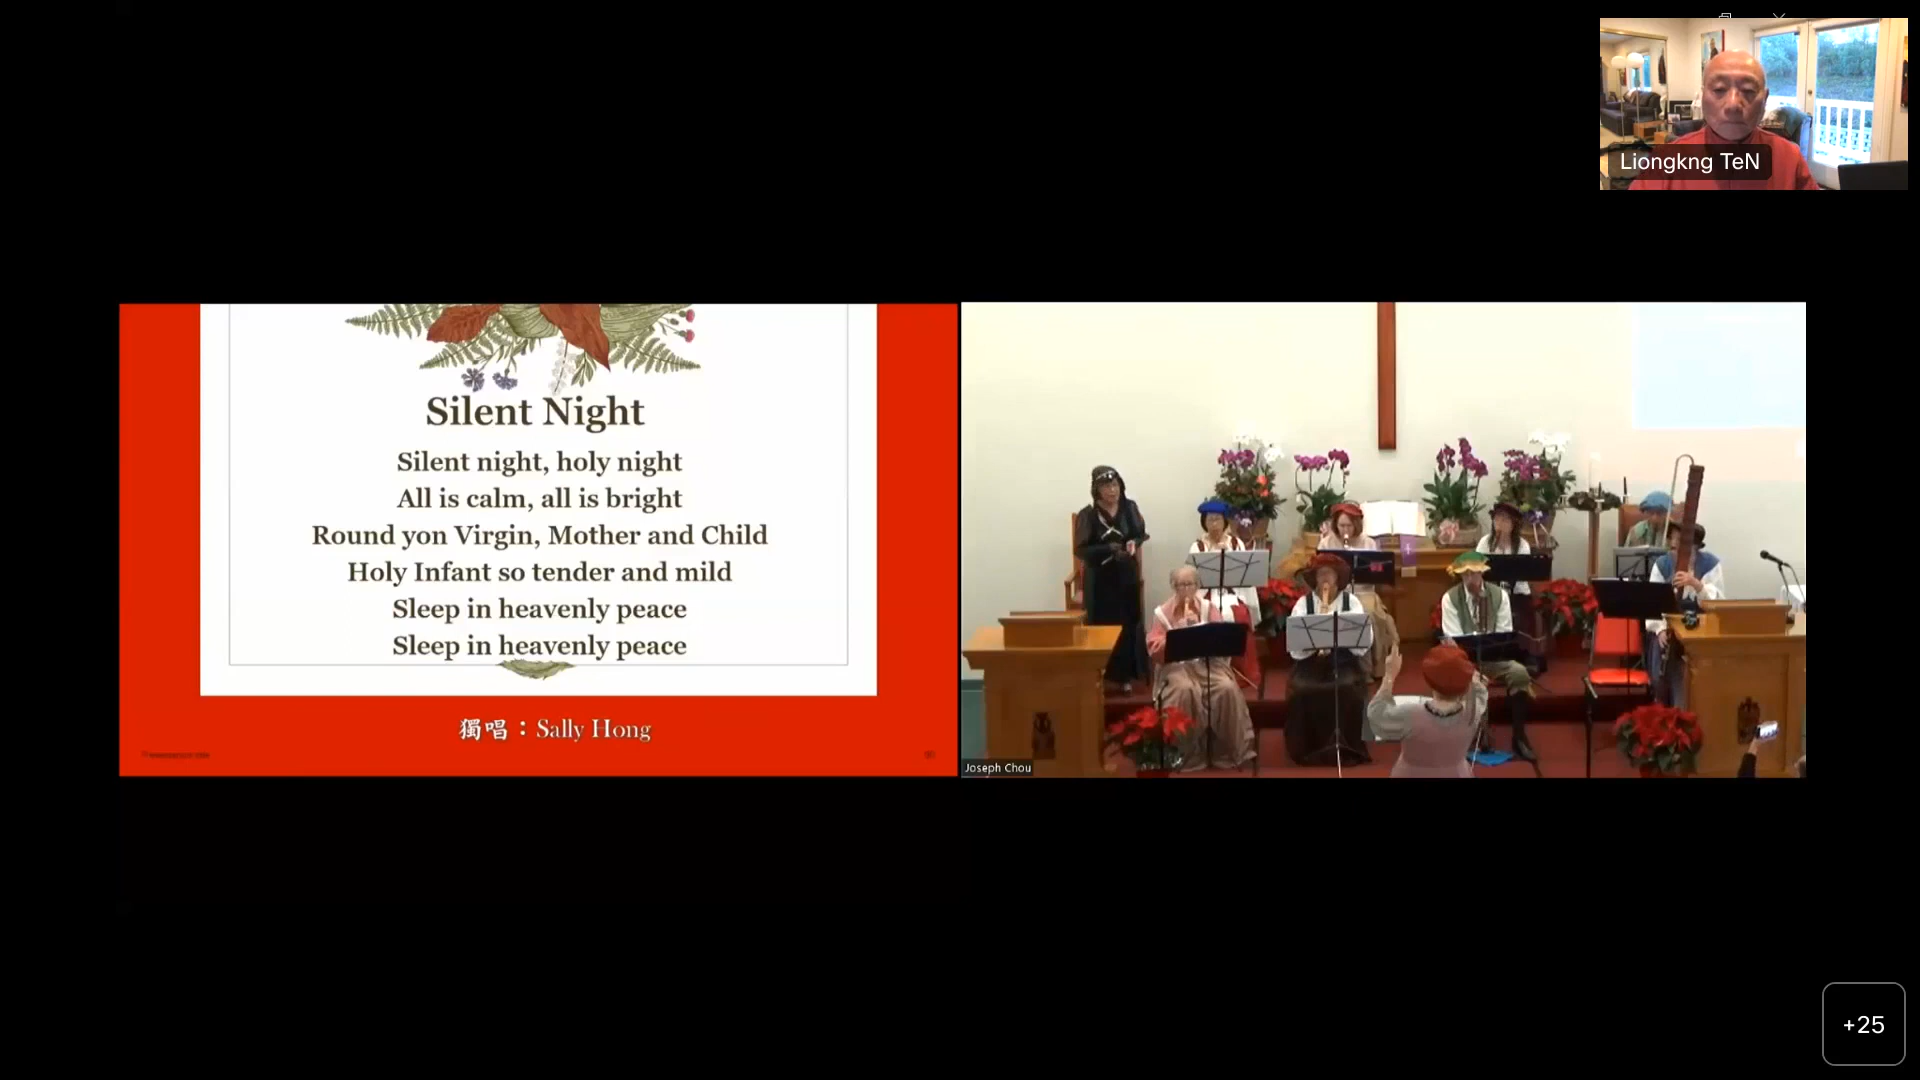 Liongkng TeN
Silent Night
Silent night, holy night
All is calm, all is bright
Round yon Virgin, Mother and Child
Holy Infant so tender and mild
Sleep in heavenly peace
Sleep in heavenly peace
獨唱：Sally Hong
Joseph Chou
+25